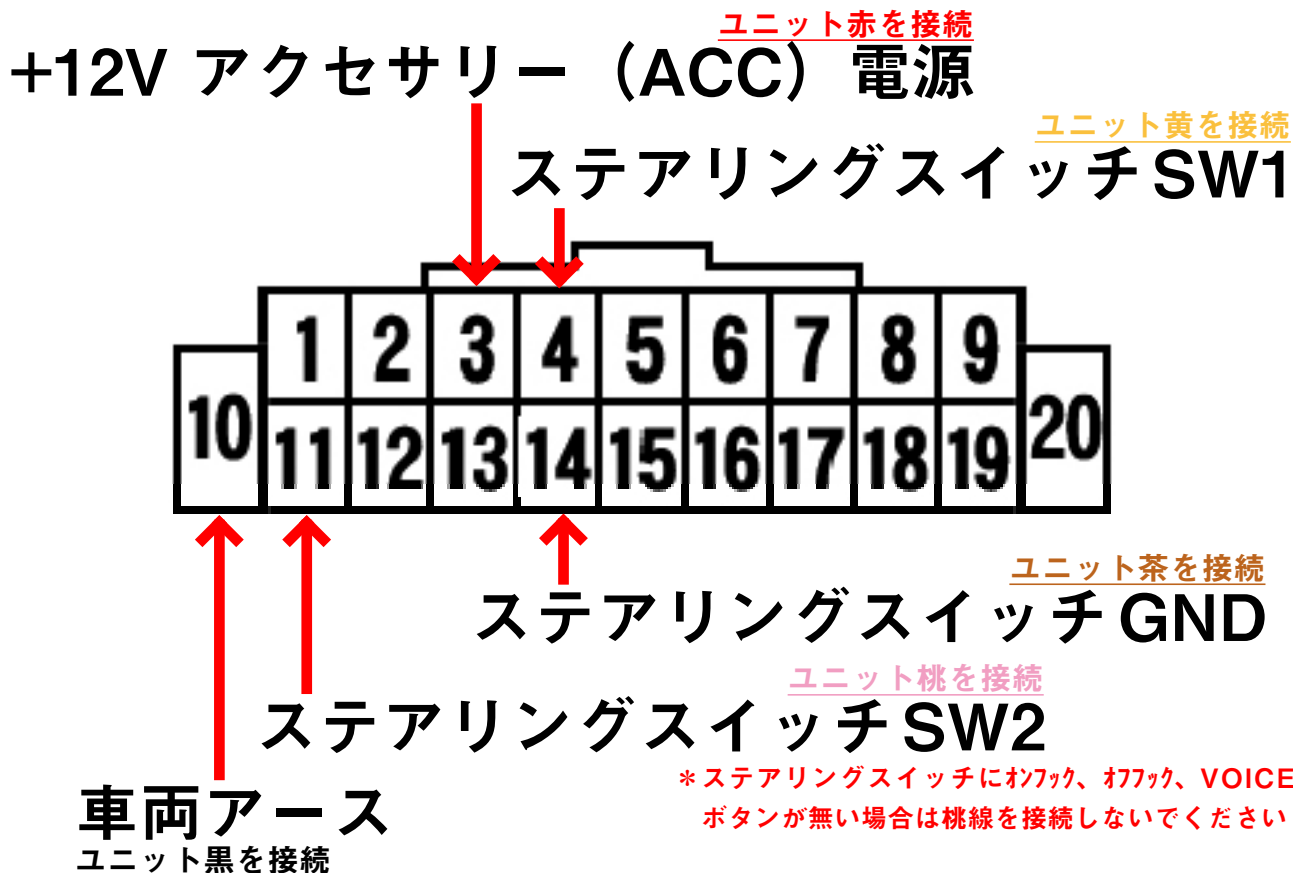 ユニット赤を接続
+12V アクセサリー（ACC）電源
ユニット黄を接続
ステアリングスイッチSW1
1 2 3 4 5 6 7 8 9
10 20
11 12 13 14 15 16 17 18 19
ユニット茶を接続
ステアリングスイッチGND
ユニット桃を接続
ステアリングスイッチSW2
＊ステアリングスイッチにｵﾝﾌｯｸ、ｵﾌﾌｯｸ、VOICE
ボタンが無い場合は桃線を接続しないでください
車両アース
ユニット黒を接続